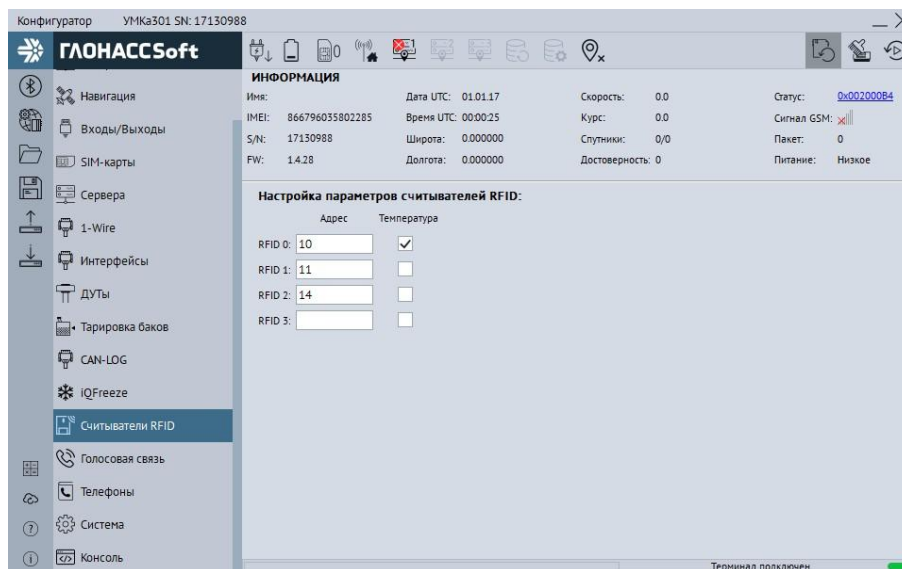 Конфигуратор УМКа301 SN: 17130988
ГЛОНАССSoft
0
1
Навигация
Входы/Выходы
SIM-карты
Сервера
1-Wire
Интерфейсы
ДУТы
Тарировка баков
CAN-LOG
iQFreeze
Считыватели RFID
Голосовая связь
Телефоны
Система
Консоль
ИНФОРМАЦИЯ
Имя: Дата UTC: 01.01.17 Скорость: 0.0 Статус: 0x002000B4
IMEI: 866796035802285 Время UTC: 00:00:25 Курс: 0.0 Сигнал GSM:
S/N: 17130988 Широта: 0.000000 Спутники: 0/0 Пакет: 0
FW: 1.4.28 Долгота: 0.000000 Достоверность: 0 Питание: Низкое
Настройка параметров считывателей RFID:
Адрес Температура
RFID 0: 10
RFID 1: 11
RFID 2: 14
RFID 3:
Терминал подключен